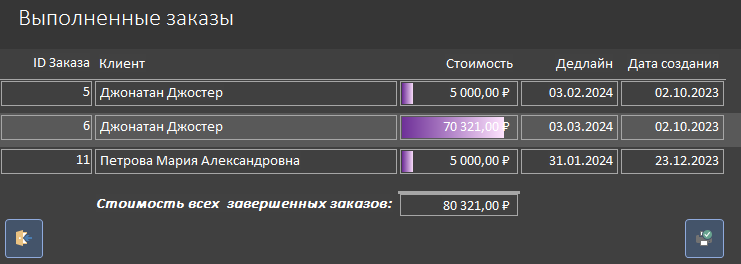 Выполненные заказы
ID Заказа Клиент Стоимость Дедлайн Дата создания
5 Джонатан Джостер 5 000,00 ₽ 03.02.2024 02.10.2023
6 Джонатан Джостер 70 321,00 ₽ 03.03.2024 02.10.2023
11 Петрова Мария Александровна 5 000,00 ₽ 31.01.2024 23.12.2023
Стоимость всех завершенных заказов: 80 321,00 ₽